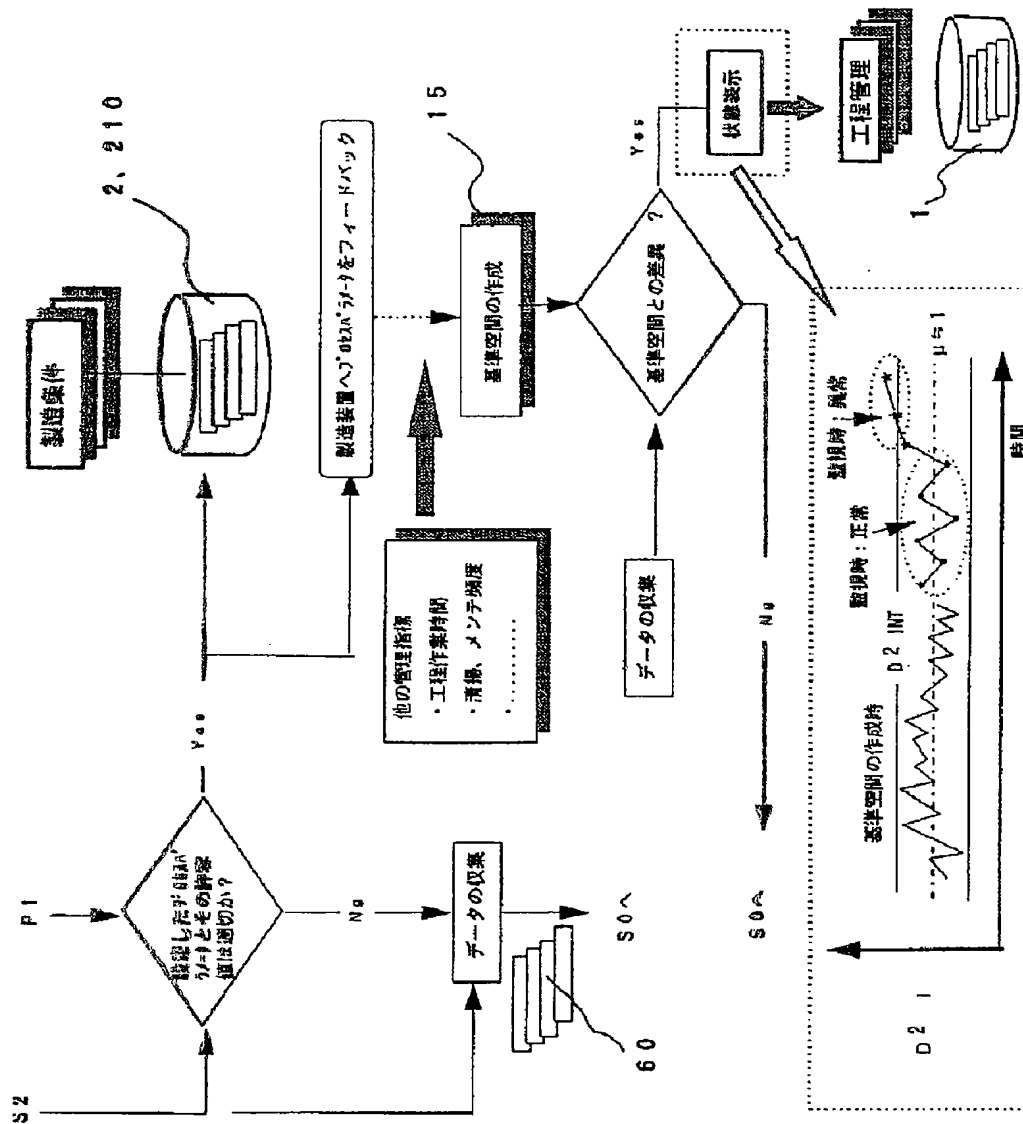 S2
P1
設定したプロセスパ
ラメータとその許容
値は適切か？
Yes
No
製造条件
2、210
製造装置へプロセスパラメータをフィードバック
データの収集
60
S0へ
他の管理指標
・工程作業時間
・清掃、メンテ頻度
・.........
基準空間の作成
15
データの収集
基準空間との差異
？
Yes
No
S0へ
状態表示
工程管理
1
D² I
基準空間の作成時
D² INT
監視時：正常
監視時：異常
μ≒1
時間